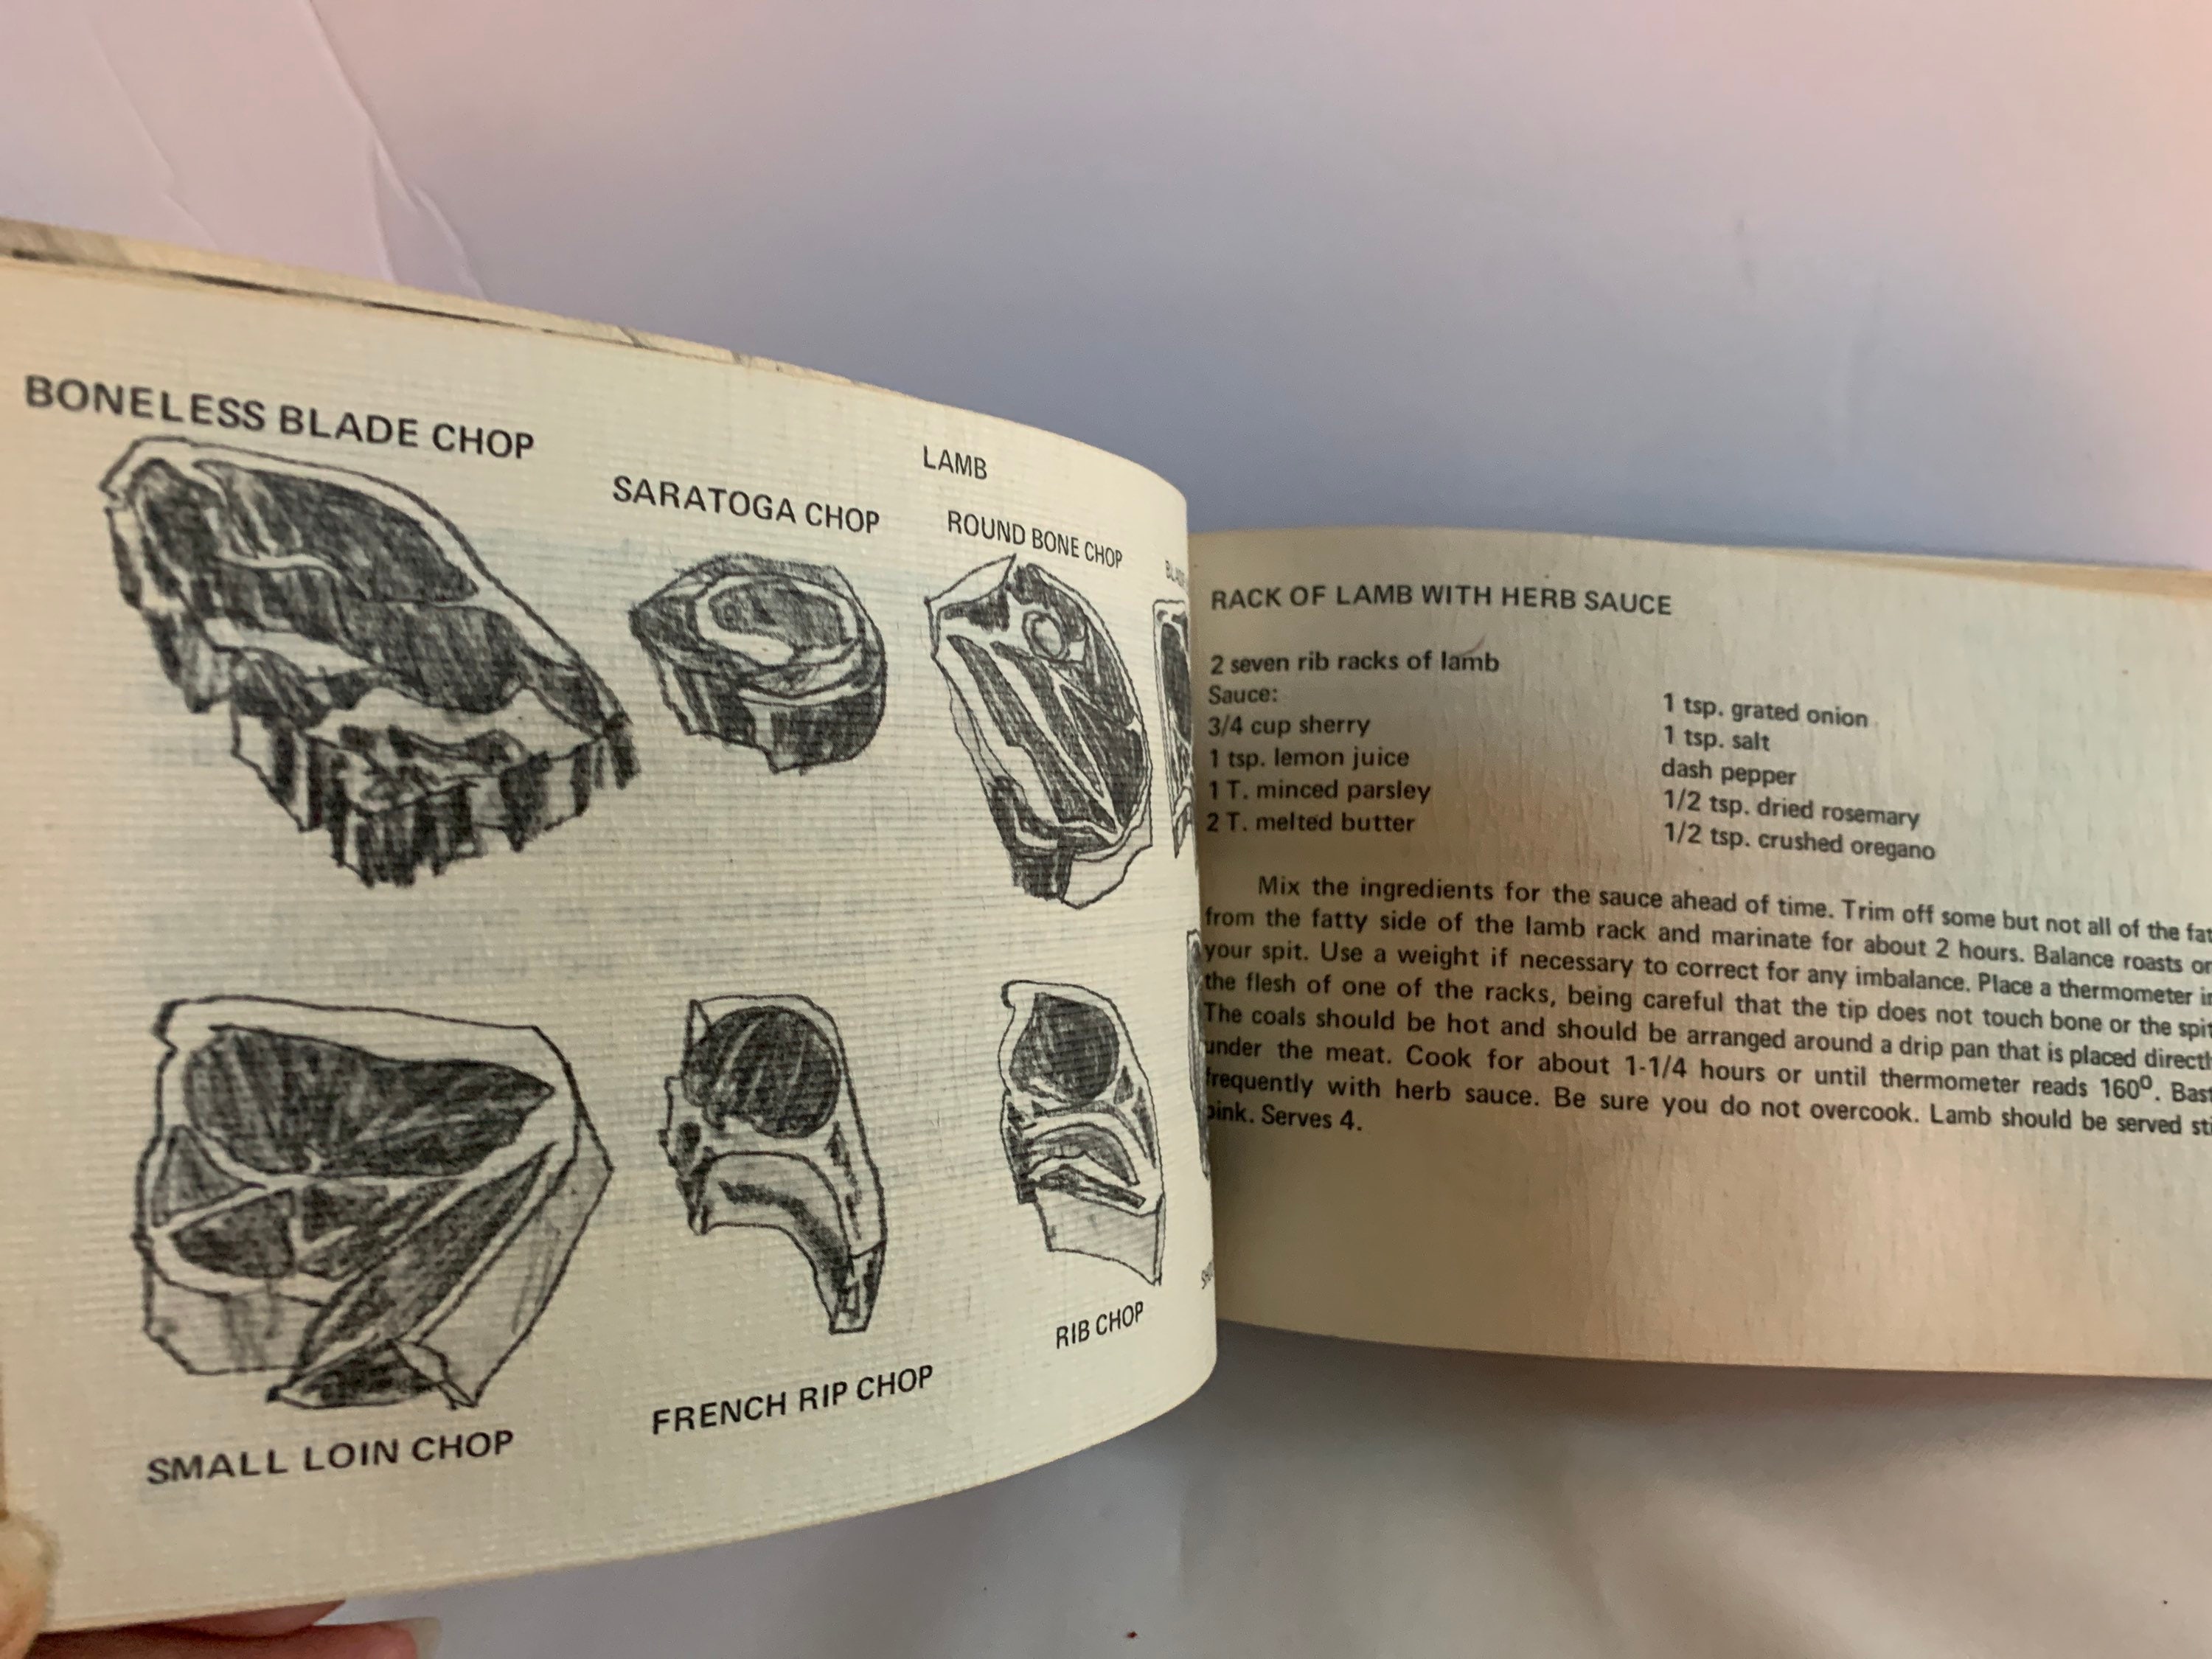 BONELESS BLADE CHOP
LAMB
SARATOGA CHOP
ROUND BONE CHOP
SMALL LOIN CHOP
FRENCH RIP CHOP
RIB CHOP
RACK OF LAMB WITH HERB SAUCE
2 seven rib racks of lamb
Sauce:
3/4 cup sherry
1 tsp. lemon juice
1 T. minced parsley
2 T. melted butter
1 tsp. grated onion
1 tsp. salt
dash pepper
1/2 tsp. dried rosemary
1/2 tsp. crushed oregano
Mix the ingredients for the sauce ahead of time. Trim off some but not all of the fat
from the fatty side of the lamb rack and marinate for about 2 hours. Balance roasts
your spit. Use a weight if necessary to correct for any imbalance. Place a thermometer
the flesh of one of the racks, being careful that the tip does not touch bone or the spit
The coals should be hot and should be arranged around a drip pan that is placed
under the meat. Cook for about 1-1/4 hours or until thermometer reads 160º.
frequently with herb sauce. Be sure you do not overcook. Lamb should be served
pink. Serves 4.